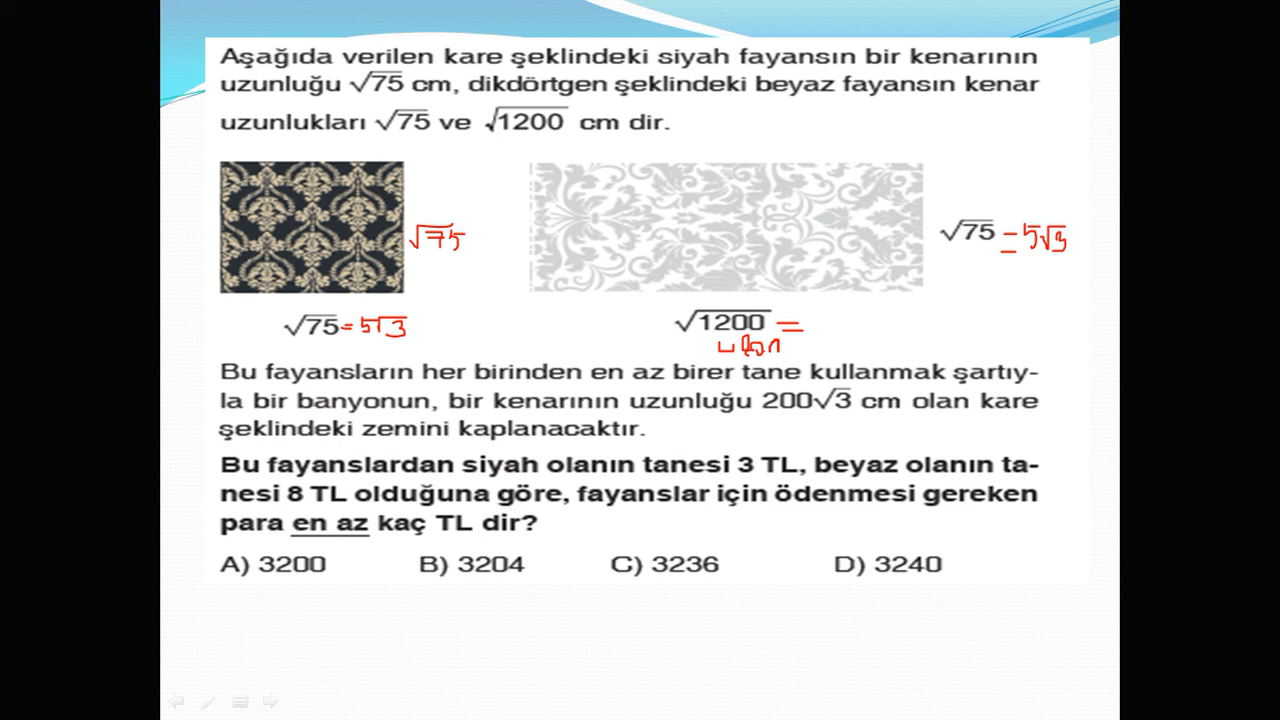 Aşağıda verilen kare şeklindeki siyah fayansın bir kenarının
uzunluğu √75 cm, dikdörtgen şeklindeki beyaz fayansın kenar
uzunlukları √75 ve √1200 cm dir.
√75
√75 = 5√3
√75 = 5√3
√1200 =
Bu fayansların her birinden en az birer tane kullanmak şartıy-
la bir banyonun, bir kenarının uzunluğu 200√3 cm olan kare
şeklindeki zemini kaplanacaktır.
Bu fayanslardan siyah olanın tanesi 3 TL, beyaz olanın ta-
nesi 8 TL olduğuna göre, fayanslar için ödenmesi gereken
para en az kaç TL dir?
A) 3200 B) 3204 C) 3236 D) 3240